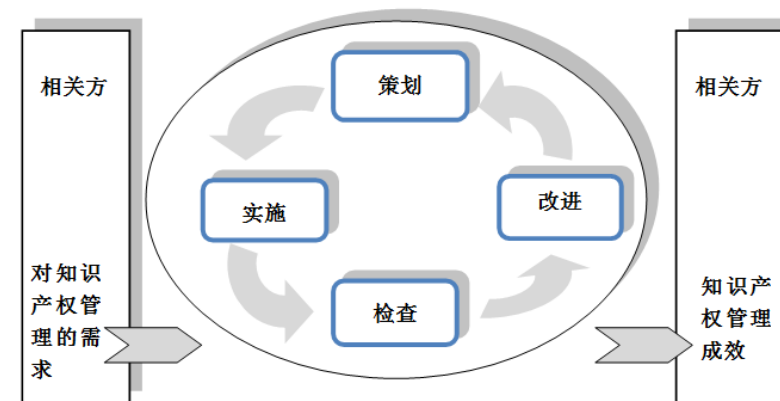 相关方
对知识
产权管
理的需
求
策划
实施
检查
改进
相关方
知识产
权管理
成效